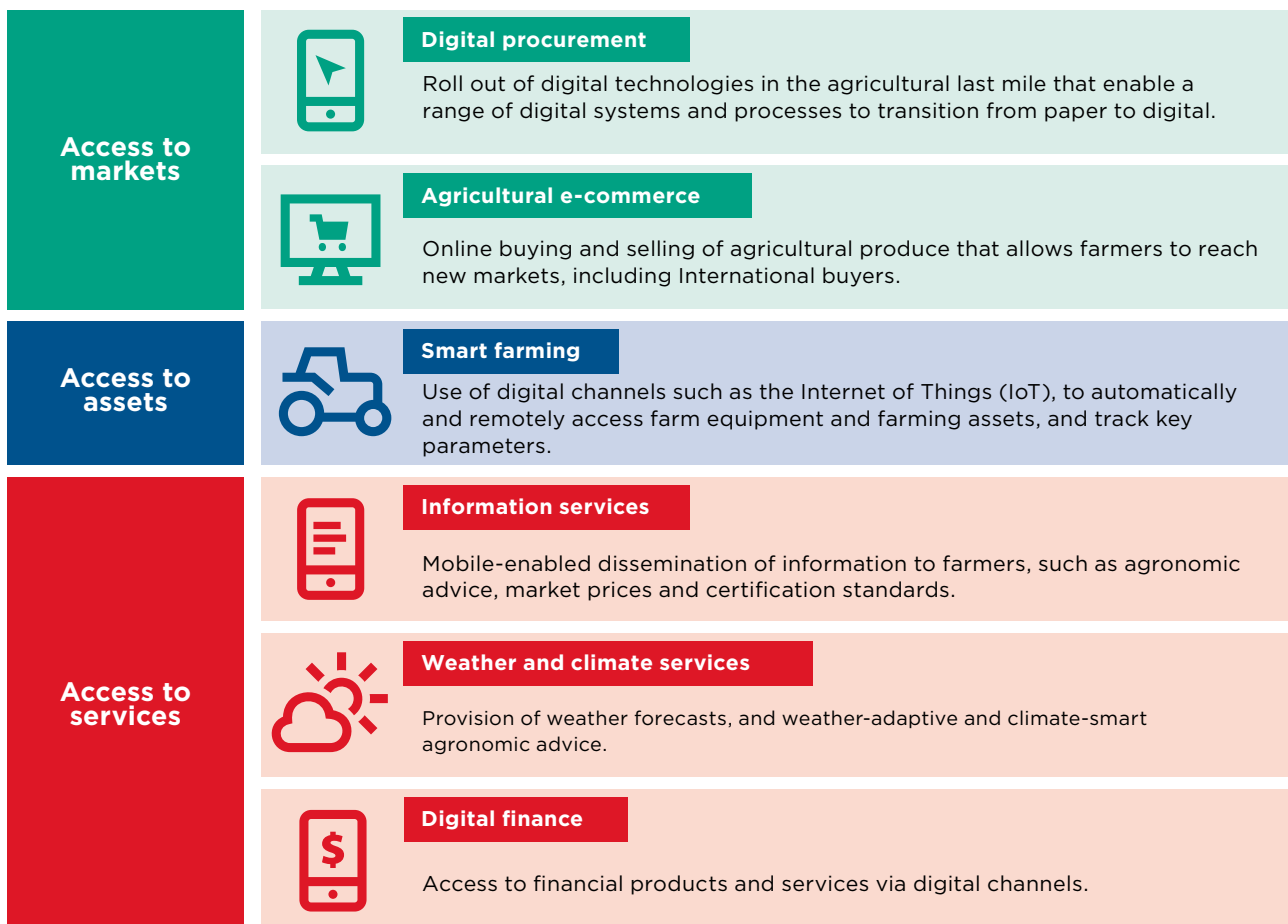 Access to
markets
Digital procurement
Roll out of digital technologies in the agricultural last mile that enable a
range of digital systems and processes to transition from paper to digital.
Agricultural e-commerce
Online buying and selling of agricultural produce that allows farmers to reach
new markets, including International buyers.
Access to
assets
Smart farming
Use of digital channels such as the Internet of Things (IoT), to automatically
and remotely access farm equipment and farming assets, and track key
parameters.
Access to
services
Information services
Mobile-enabled dissemination of information to farmers, such as agronomic
advice, market prices and certification standards.
Weather and climate services
Provision of weather forecasts, and weather-adaptive and climate-smart
agronomic advice.
$
Digital finance
Access to financial products and services via digital channels.